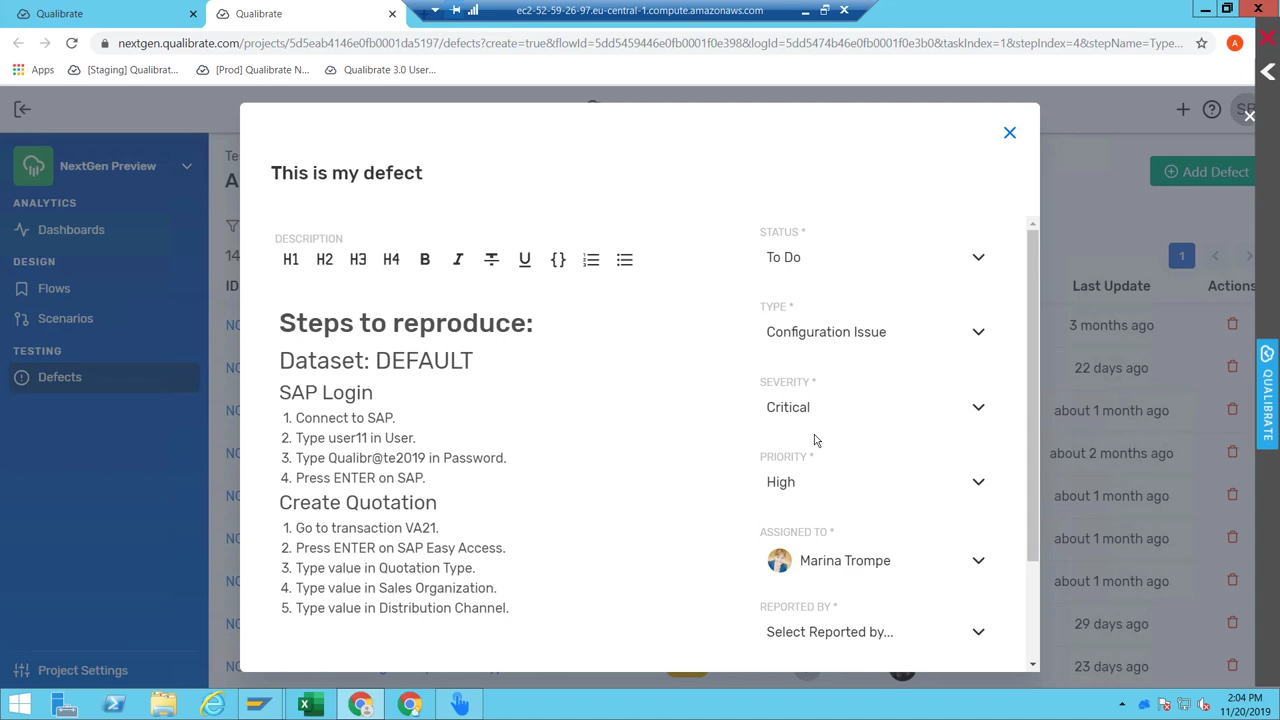 Qualibrate
Qualibrate
ec2-52-59-26-97.eu-central-1.compute.amazonaws.com
nextgen.qualibrate.com/projects/5d5eab4146e0fb0001da5197/defects?create=true&flowId=5dd5459446e0fb0001f0e398&logId=5dd5474b46e0fb0001f0e3b0&taskIndex=1&stepIndex=4&stepName=Type...
A
Apps
[Staging] Qualibrat...
[Prod] Qualibrate N...
Qualibrate 3.0 User...
NextGen Preview
ANALYTICS
Dashboards
DESIGN
Flows
Scenarios
TESTING
Defects
Project Settings
Add Defect
1
ID
Last Update
Actions
3 months ago
22 days ago
about 1 month ago
about 2 months ago
about 1 month ago
about 1 month ago
about 1 month ago
29 days ago
23 days ago
This is my defect
DESCRIPTION
H1 H2 H3 H4 B I U {}
Steps to reproduce:
Dataset: DEFAULT
SAP Login
1. Connect to SAP.
2. Type user11 in User.
3. Type Qualibr@te2019 in Password.
4. Press ENTER on SAP.
Create Quotation
1. Go to transaction VA21.
2. Press ENTER on SAP Easy Access.
3. Type value in Quotation Type.
4. Type value in Sales Organization.
5. Type value in Distribution Channel.
STATUS *
To Do
TYPE *
Configuration Issue
SEVERITY *
Critical
PRIORITY *
High
ASSIGNED TO *
Marina Trompe
REPORTED BY *
Select Reported by...
QUALIBRATE
2:04 PM
11/20/2019